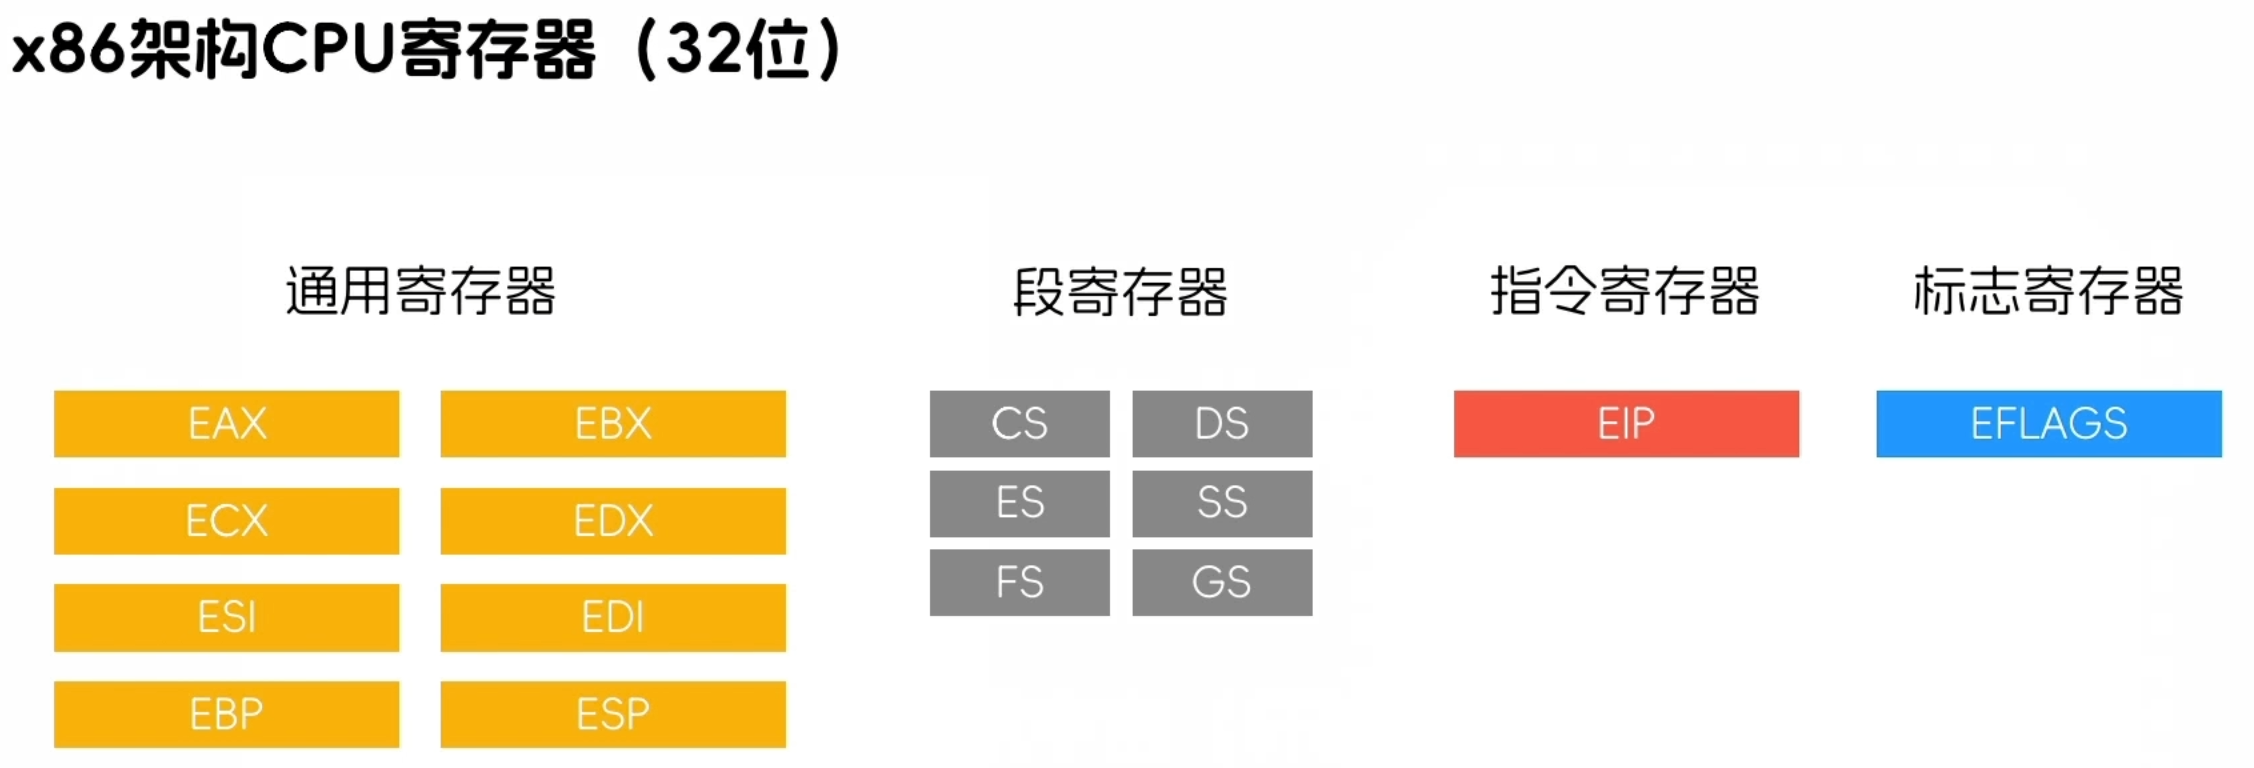 x86架构CPU寄存器（32位）
通用寄存器 段寄存器 指令寄存器 标志寄存器
EAX EBX CS DS EIP EFLAGS
ECX EDX ES SS
ESI EDI FS GS
EBP ESP